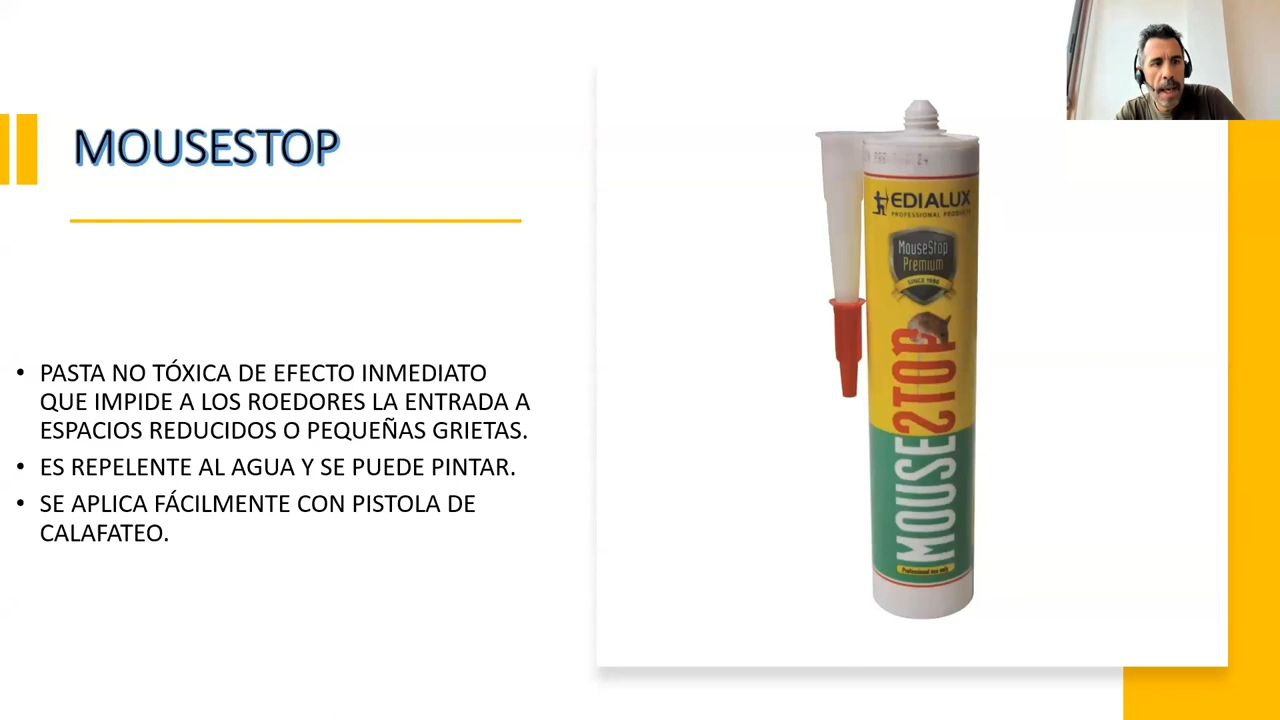 MOUSESTOP
• PASTA NO TÓXICA DE EFECTO INMEDIATO
QUE IMPIDE A LOS ROEDORES LA ENTRADA A
ESPACIOS REDUCIDOS O PEQUEÑAS GRIETAS.
• ES REPELENTE AL AGUA Y SE PUEDE PINTAR.
• SE APLICA FÁCILMENTE CON PISTOLA DE
CALAFATEO.
EDIALUX
PROFESSIONAL PRODUCTS
MouseStop
Premium
SINCE 1986
MOUSESTOP
Professional use only